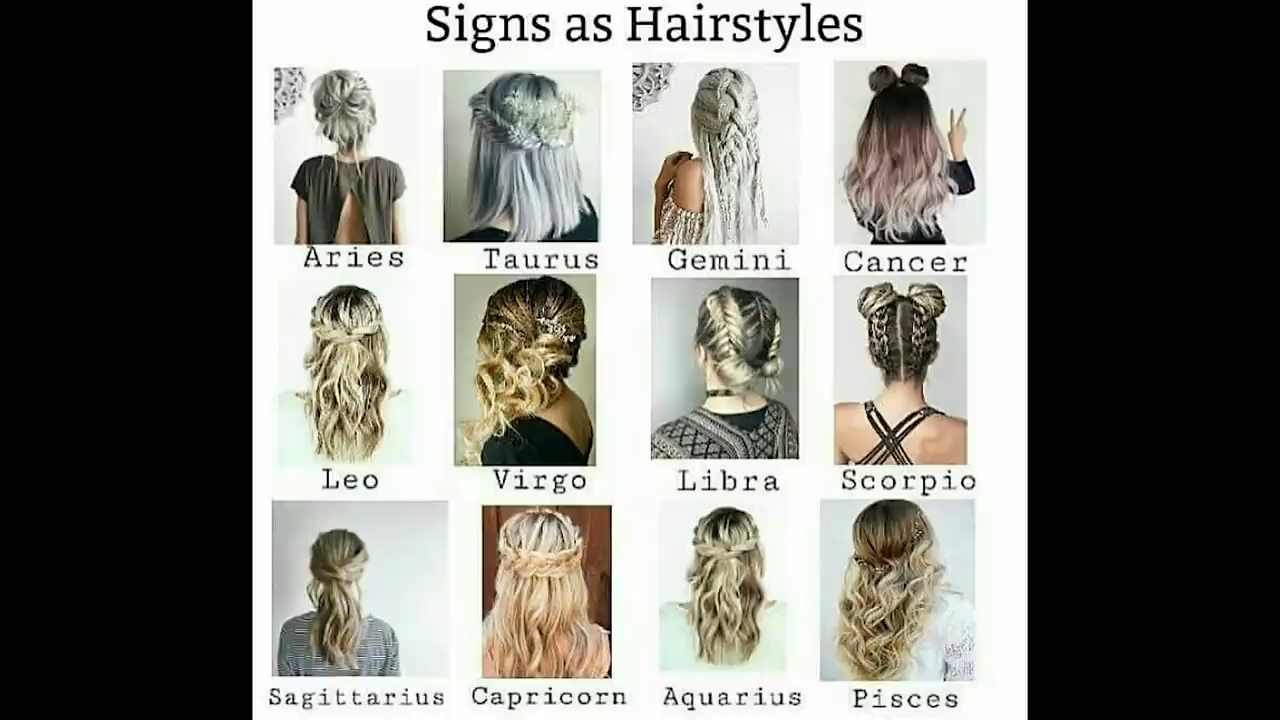 Signs as Hairstyles
Aries Taurus Gemini Cancer
Leo Virgo Libra Scorpio
Sagittarius Capricorn Aquarius Pisces